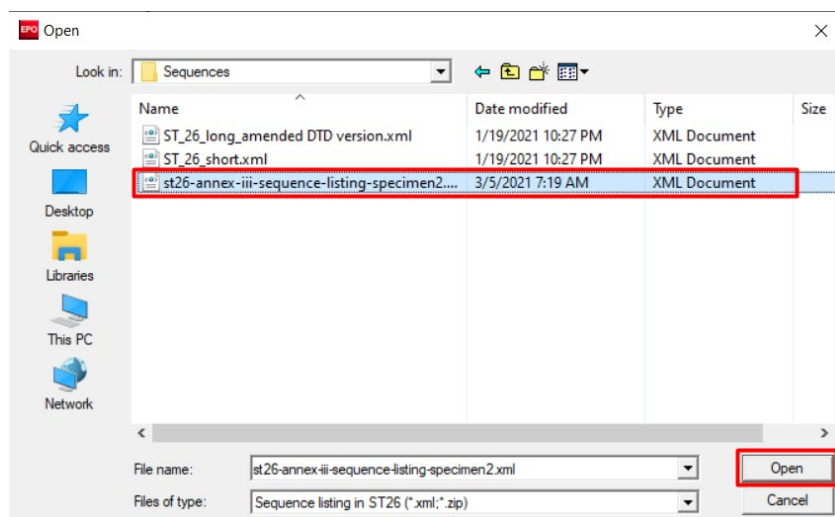 EPO Open
Look in: Sequences
Name Date modified Type Size
ST_26_long_amended DTD version.xml 1/19/2021 10:27 PM XML Document
ST_26_short.xml 1/19/2021 10:27 PM XML Document
st26-annex-iii-sequence-listing-specimen2.... 3/5/2021 7:19 AM XML Document
Quick access
Desktop
Libraries
This PC
Network
File name: st26-annex-iii-sequence-listing-specimen2.xml Open
Files of type: Sequence listing in ST26 (*.xml;*.zip) Cancel